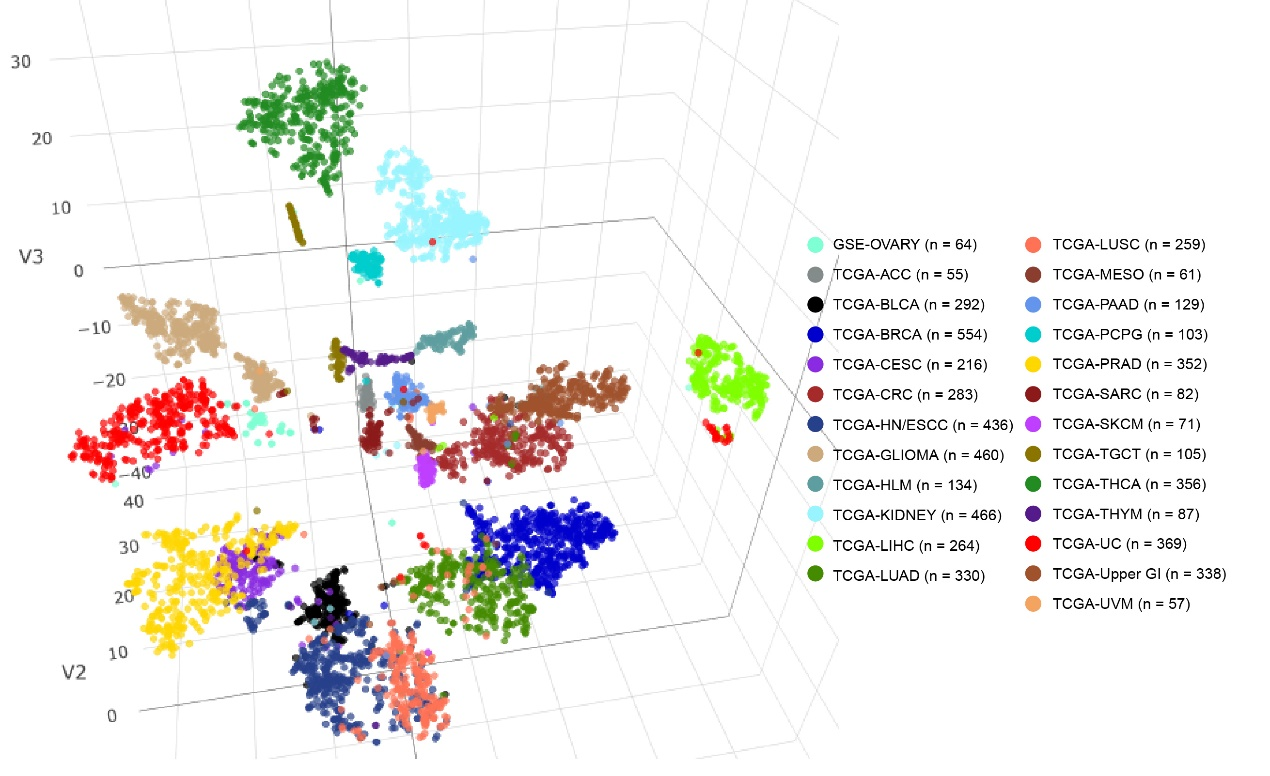 30
20
10
V3
0
−10
−20
−40
40
30
20
10
V2
0
GSE-OVARY (n = 64)
TCGA-ACC (n = 55)
TCGA-BLCA (n = 292)
TCGA-BRCA (n = 554)
TCGA-CESC (n = 216)
TCGA-CRC (n = 283)
TCGA-HN/ESCC (n = 436)
TCGA-GLIOMA (n = 460)
TCGA-HLM (n = 134)
TCGA-KIDNEY (n = 466)
TCGA-LIHC (n = 264)
TCGA-LUAD (n = 330)
TCGA-LUSC (n = 259)
TCGA-MESO (n = 61)
TCGA-PAAD (n = 129)
TCGA-PCPG (n = 103)
TCGA-PRAD (n = 352)
TCGA-SARC (n = 82)
TCGA-SKCM (n = 71)
TCGA-TGCT (n = 105)
TCGA-THCA (n = 356)
TCGA-THYM (n = 87)
TCGA-UC (n = 369)
TCGA-Upper GI (n = 338)
TCGA-UVM (n = 57)